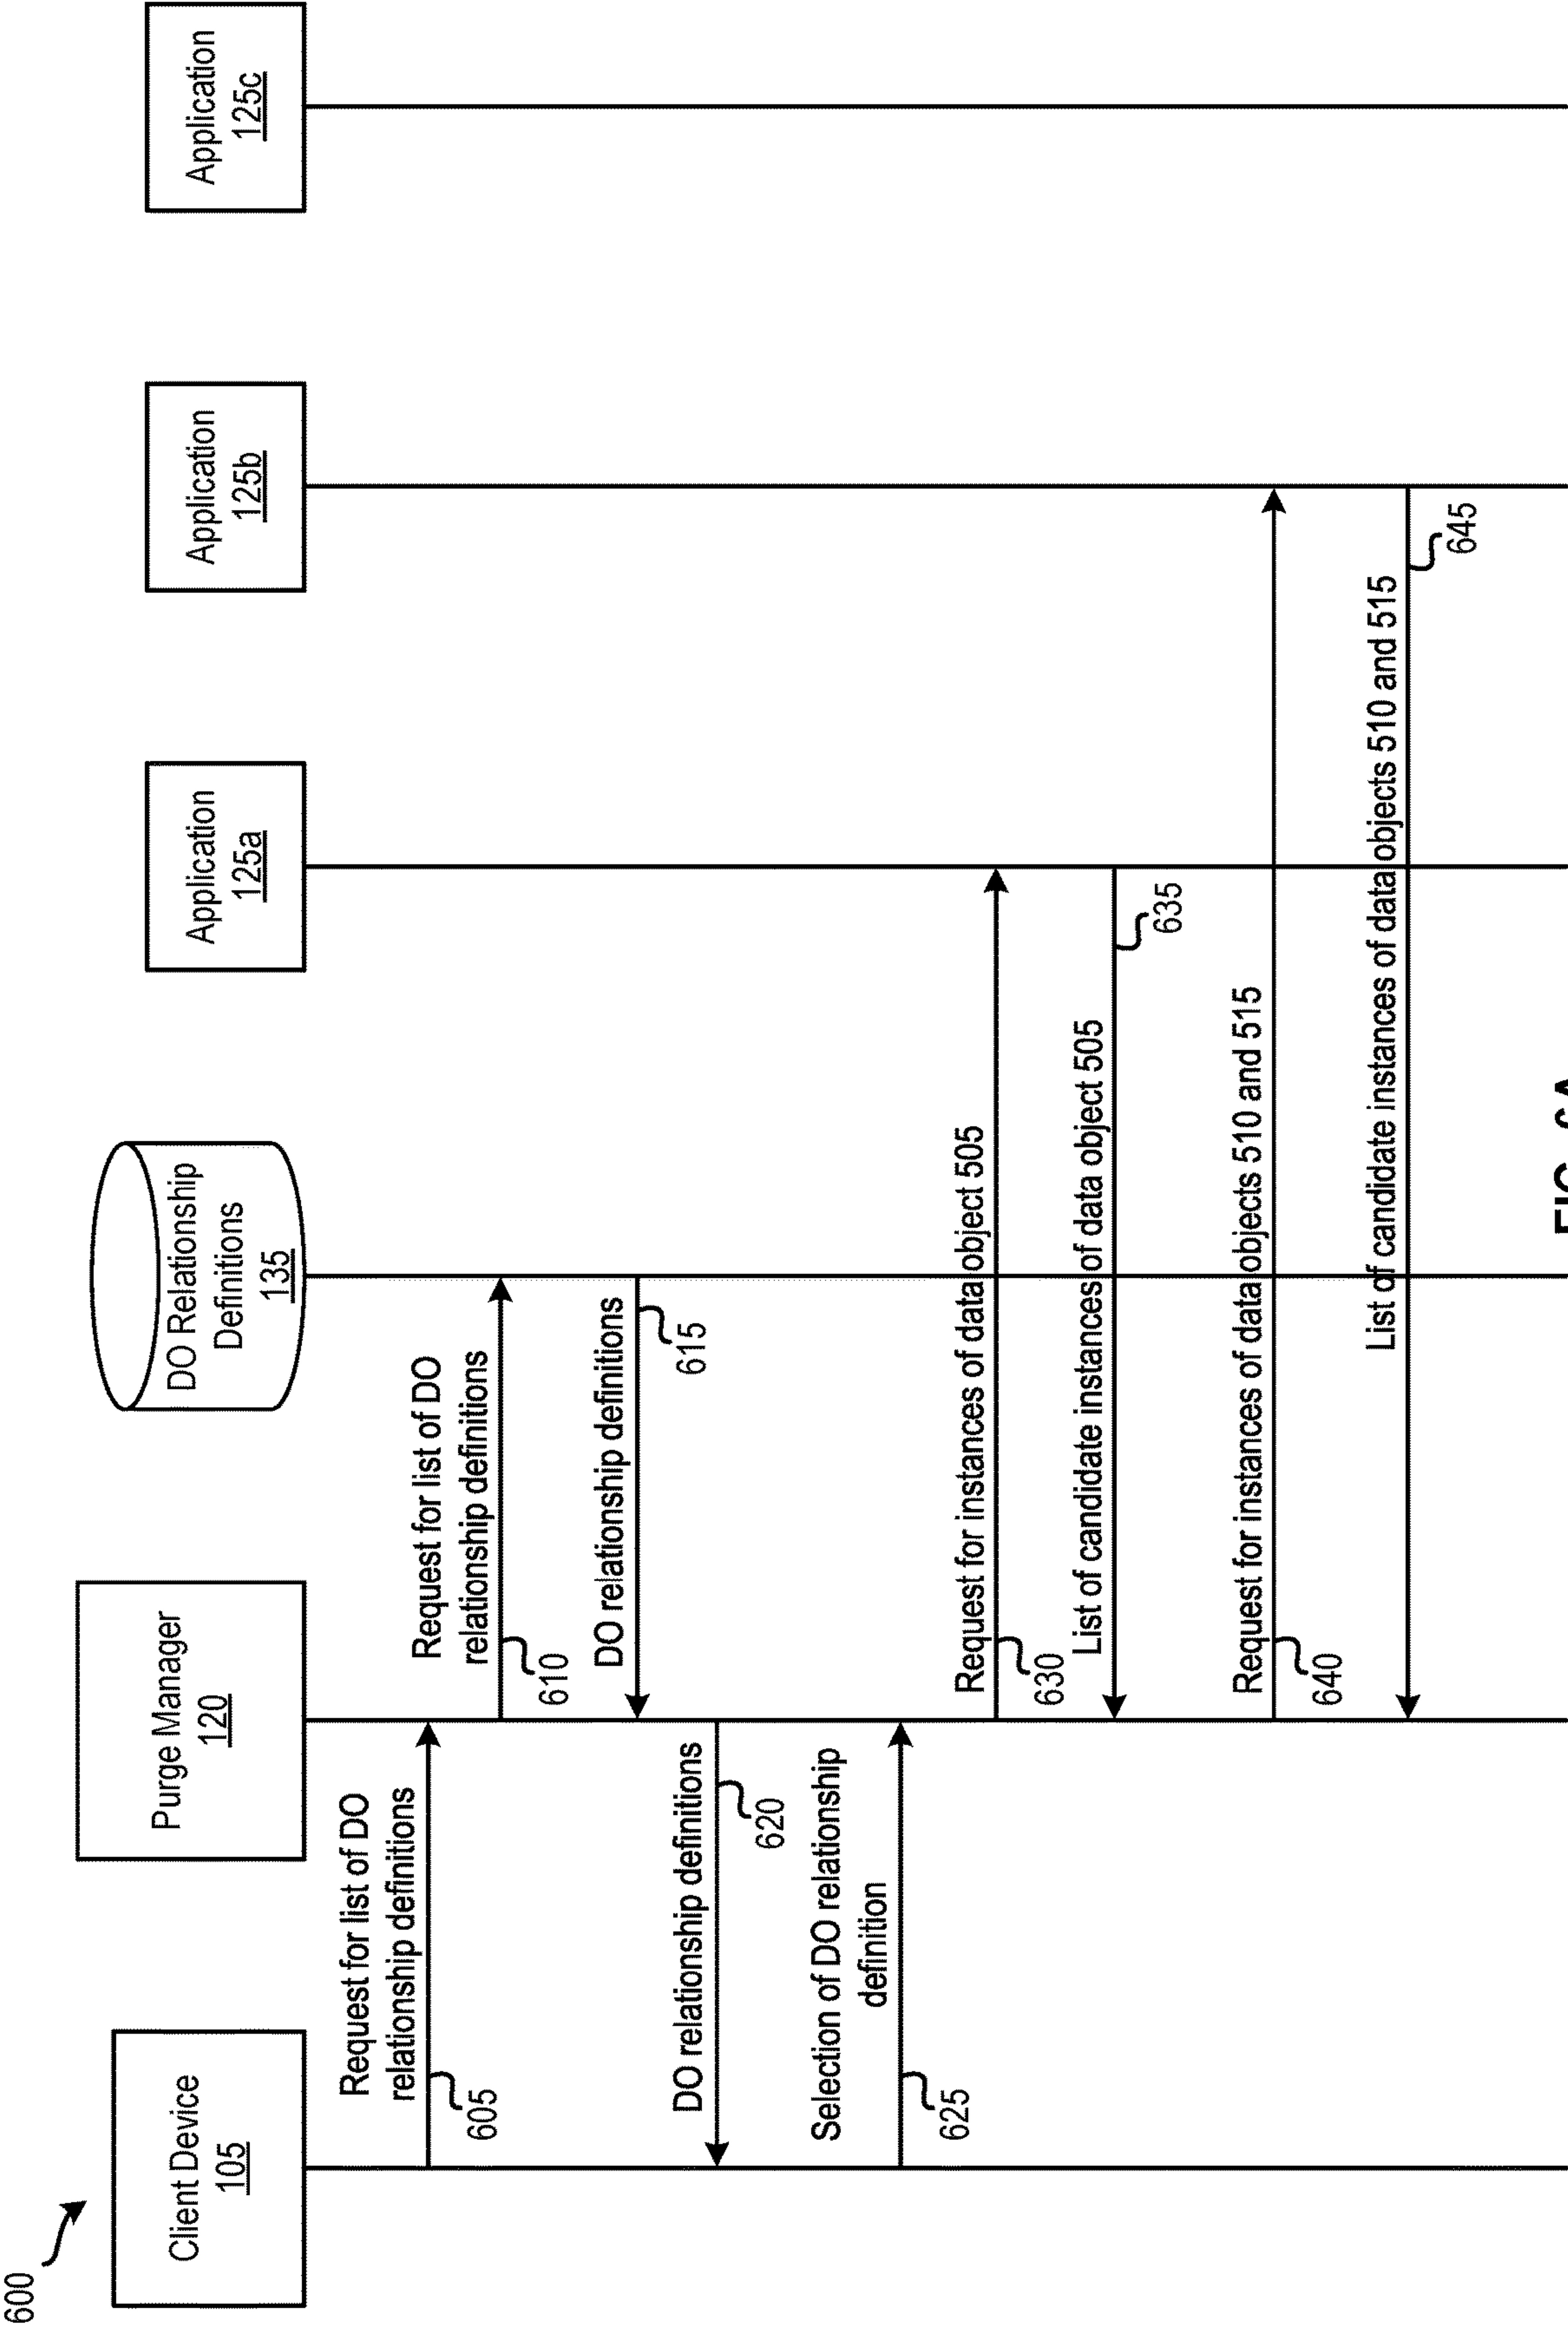 600
Client Device
105
Purge Manager
120
DO Relationship
Definitions
135
Application
125a
Application
125b
Application
125c
Request for list of DO
relationship definitions
605
Request for list of DO
relationship definitions
610
DO relationship definitions
615
DO relationship definitions
620
Selection of DO relationship
definition
625
Request for instances of data object 505
630
List of candidate instances of data object 505
635
Request for instances of data objects 510 and 515
640
List of candidate instances of data objects 510 and 515
645
FIG. 6A